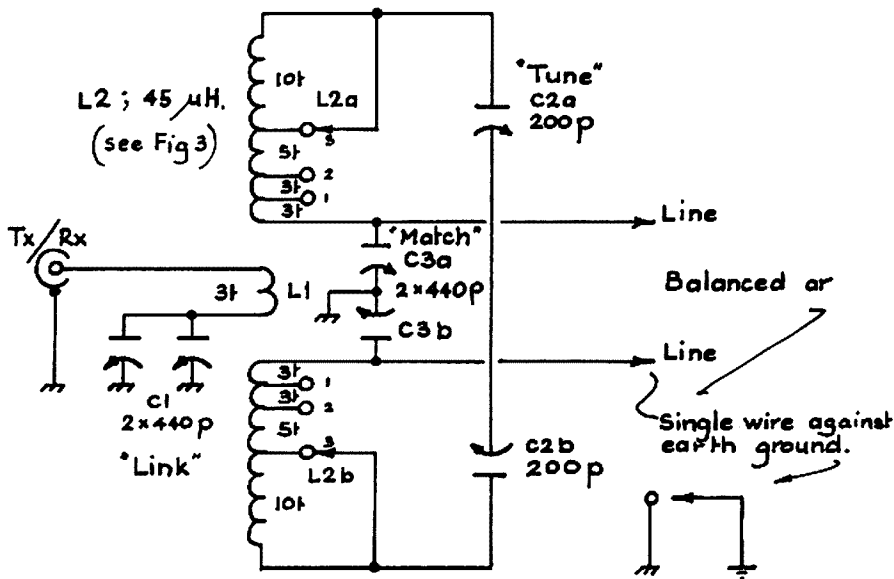 10t
L2 ; 45 µH.
(see Fig 3)
L2a
3
5t
2
3t
1
3t
"Tune"
C2a
200p
Line
Tx/Rx
"Match"
C3a
2×440p
3t
L1
C3b
Balanced or
Line
3t
1
3t
2
5t
3
L2b
10t
C1
2×440p
"Link"
C2b
200p
Single wire against
earth ground.